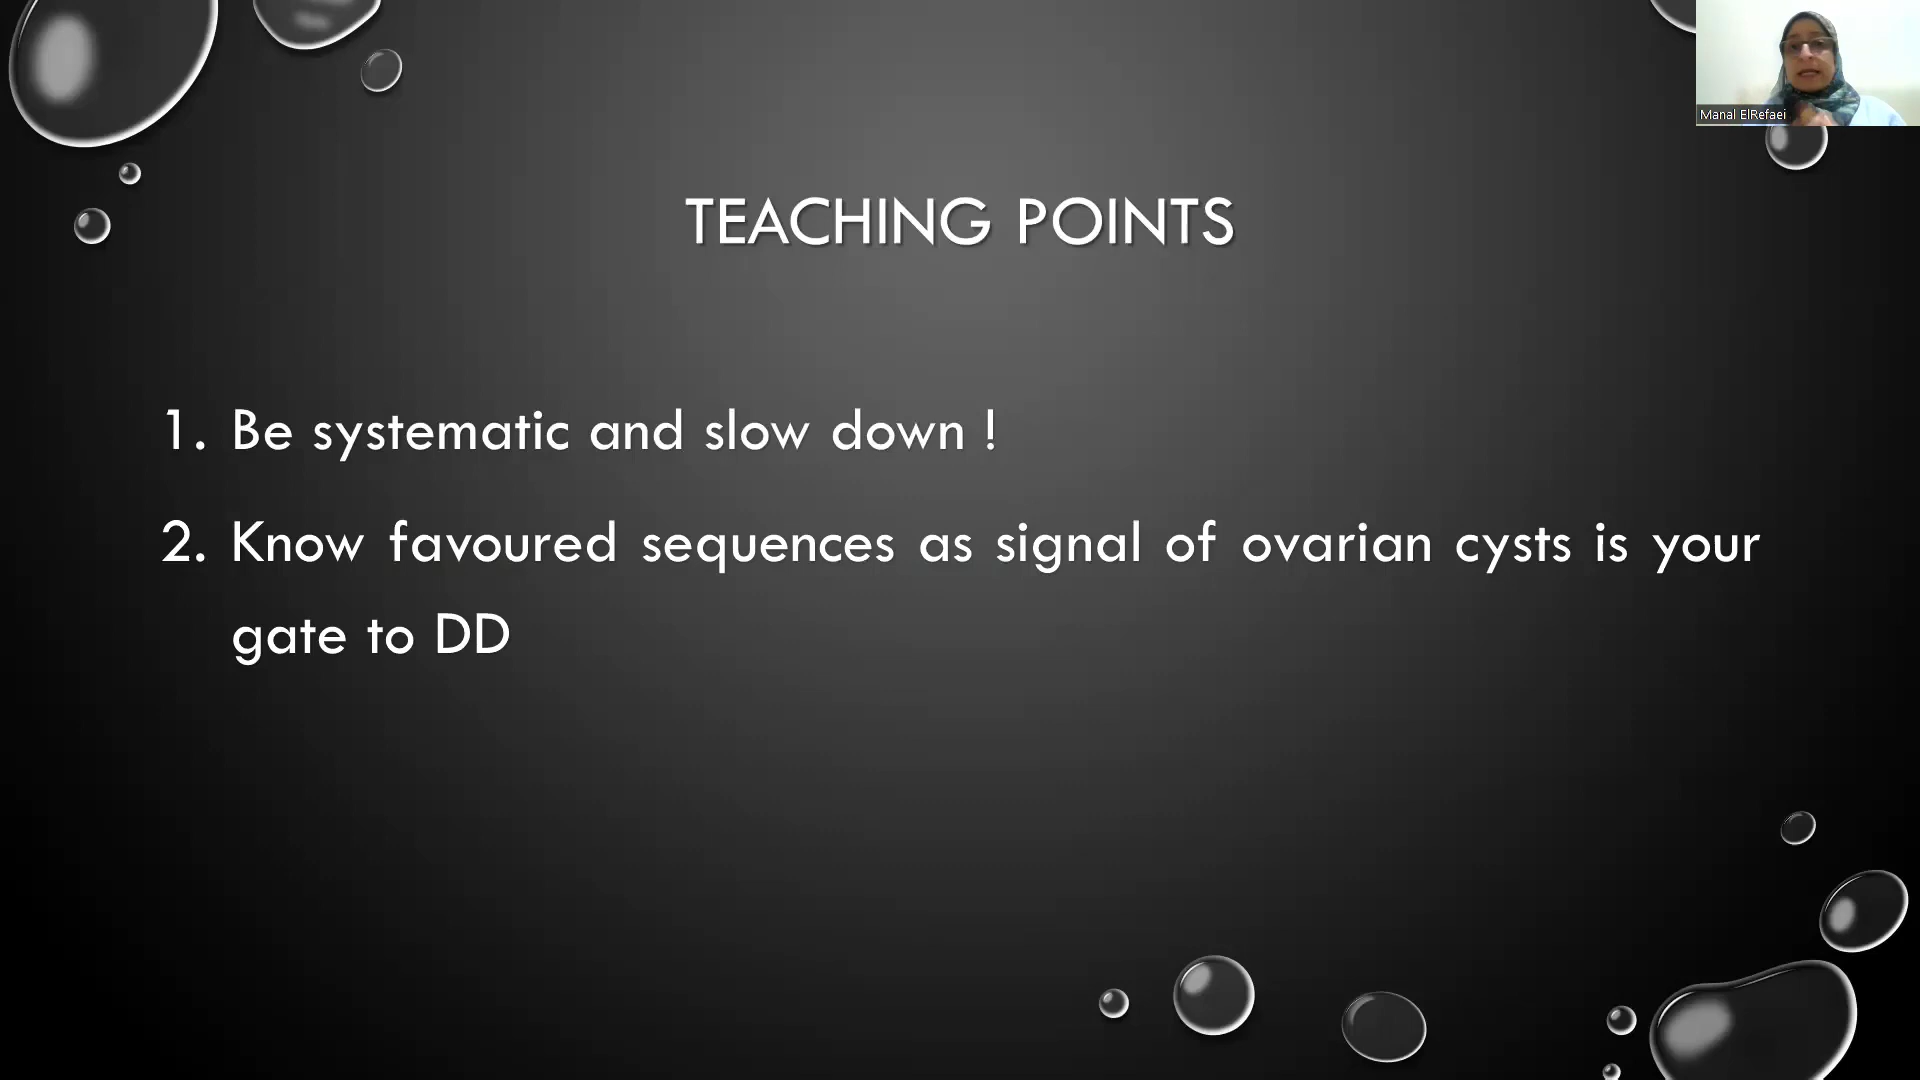 Manal ElRefaei
TEACHING POINTS
1. Be systematic and slow down !
2. Know favoured sequences as signal of ovarian cysts is your
gate to DD